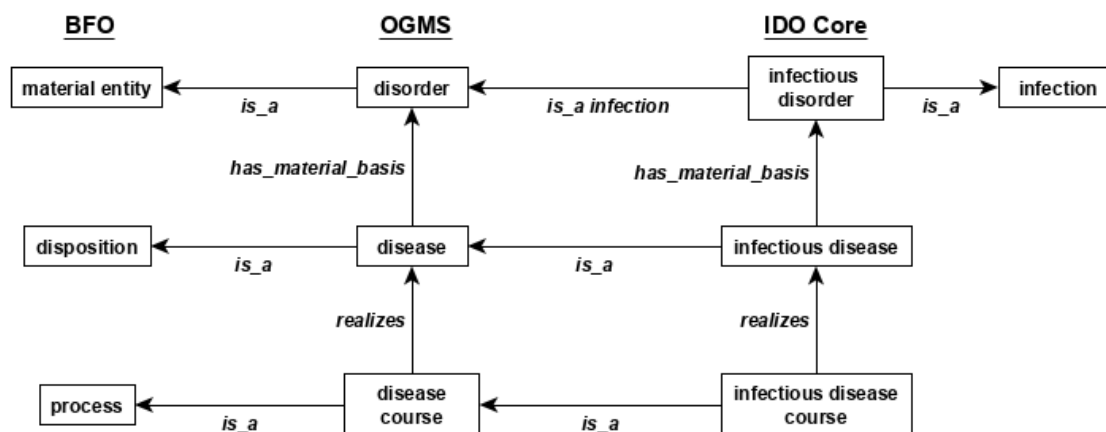 BFO
OGMS
IDO Core
material entity
is_a
disorder
is_a infection
infectious
disorder
is_a
infection
has_material_basis
has_material_basis
disposition
is_a
disease
is_a
infectious disease
realizes
realizes
process
is_a
disease
course
is_a
infectious disease
course